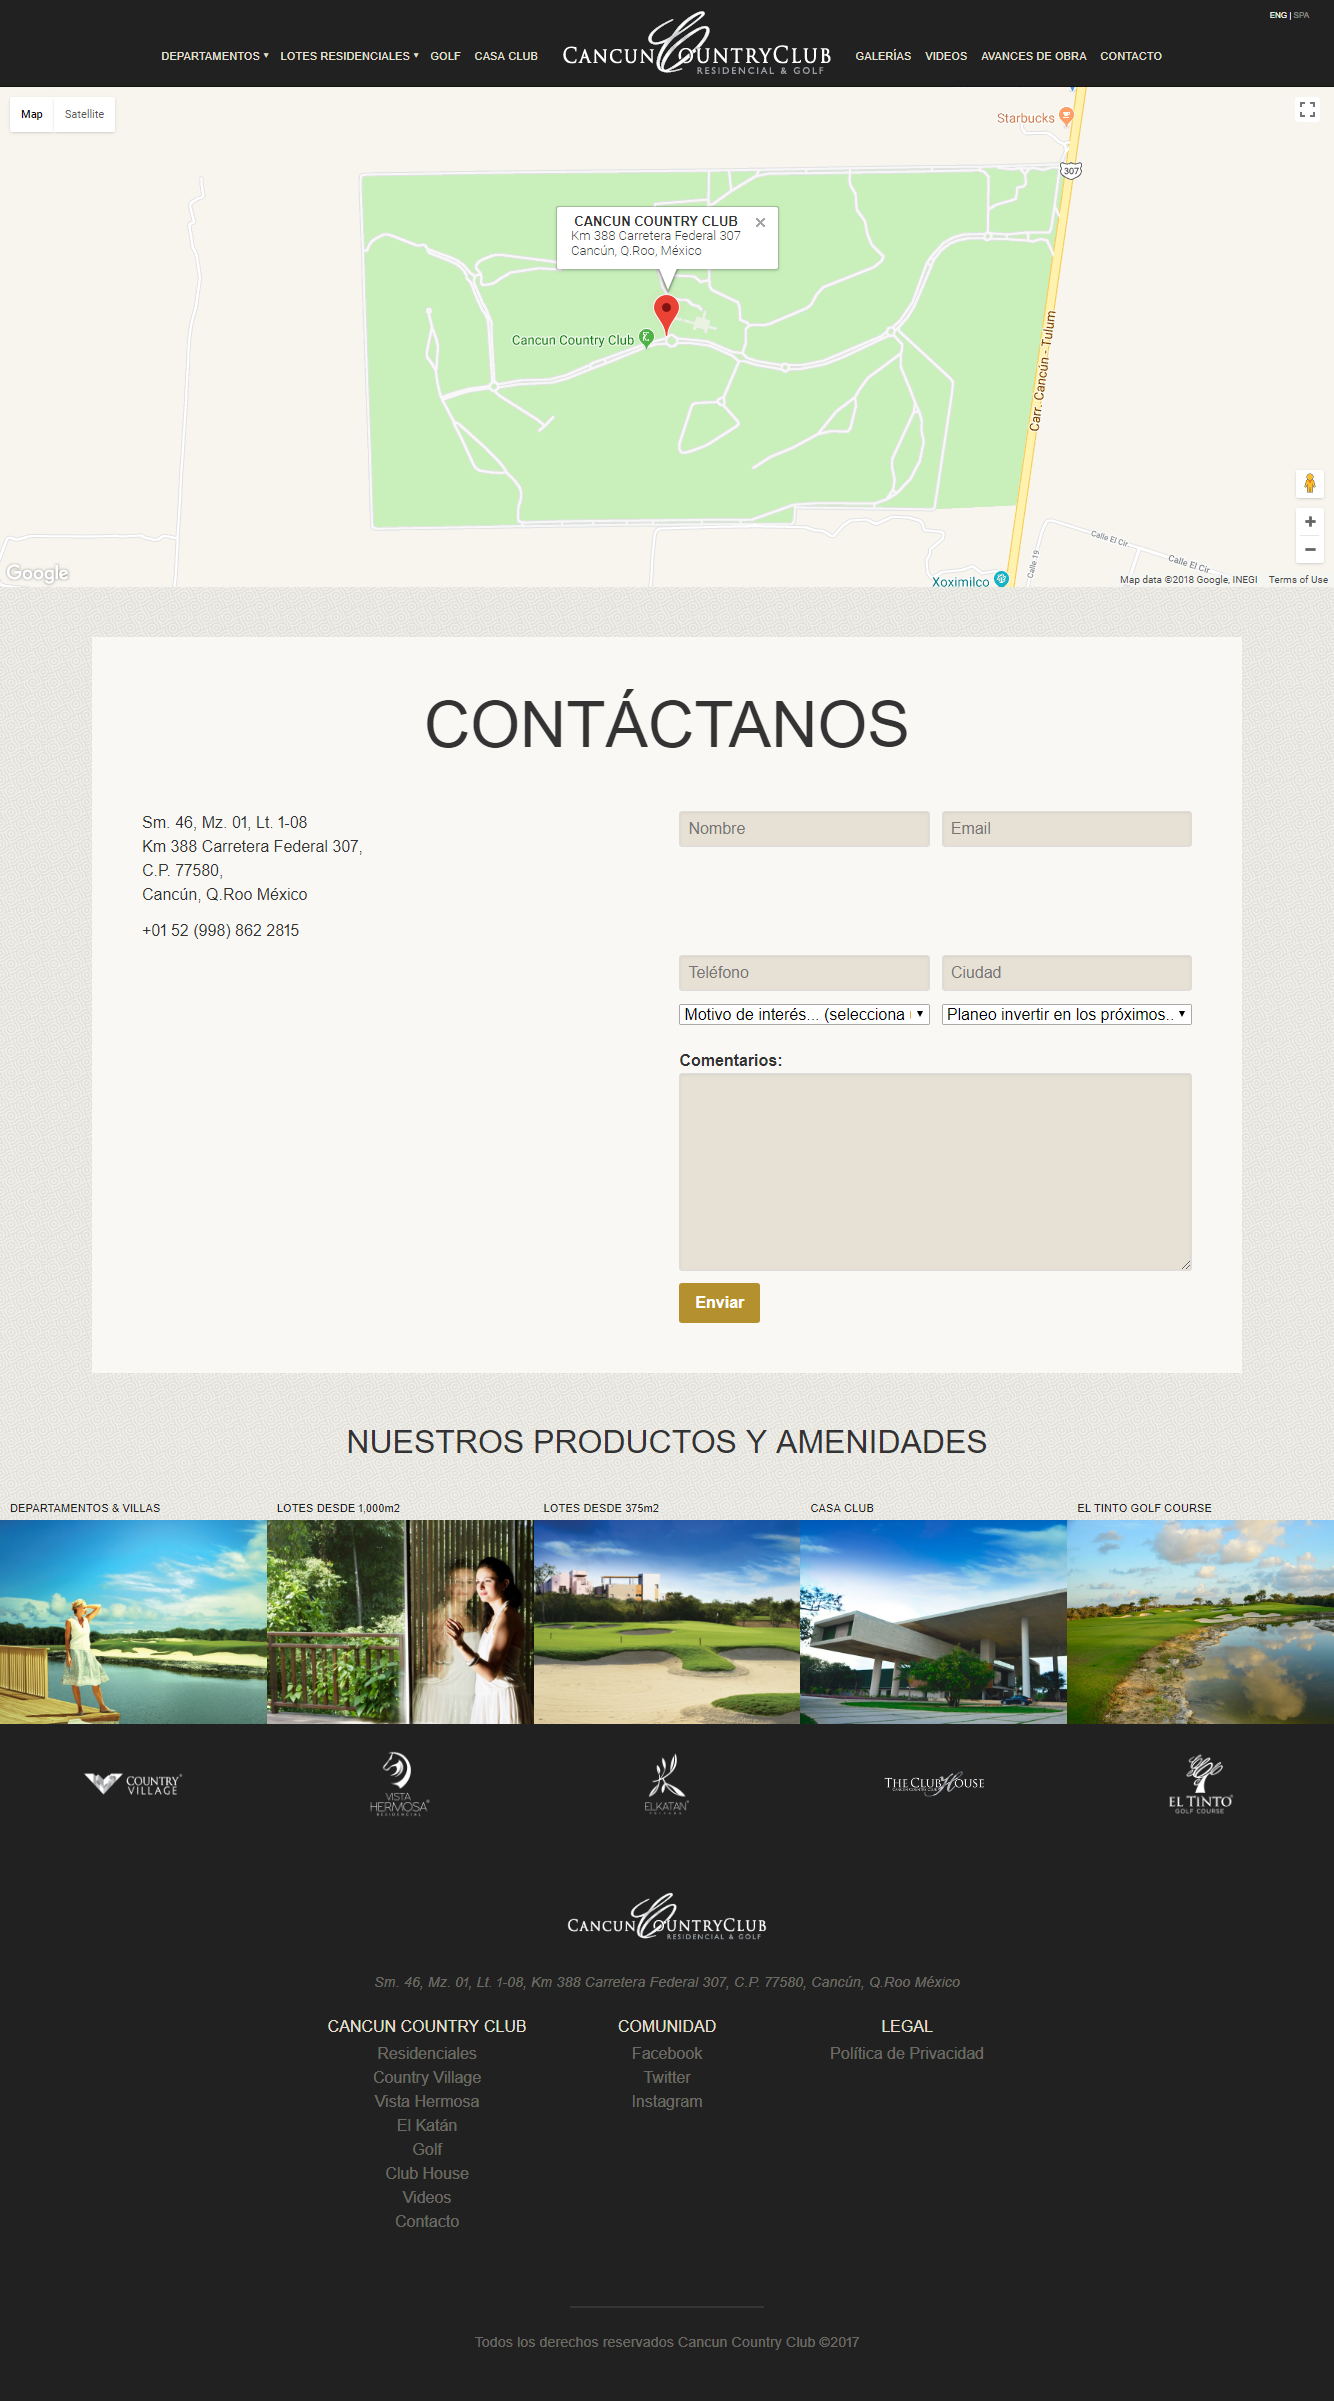 ENG | SPA
DEPARTAMENTOS ▾ LOTES RESIDENCIALES ▾ GOLF CASA CLUB
CANCUN COUNTRYCLUB
RESIDENCIAL & GOLF
GALERÍAS VIDEOS AVANCES DE OBRA CONTACTO
Map Satellite
Starbucks
307
CANCUN COUNTRY CLUB
Km 388 Carretera Federal 307
Cancún, Q.Roo, México
Cancun Country Club
Carr. Cancún - Tulum
Calle 19
Calle El Cir.
Calle El Cir.
Xoximilco
Google
Map data ©2018 Google, INEGI Terms of Use
CONTÁCTANOS
Sm. 46, Mz. 01, Lt. 1-08
Km 388 Carretera Federal 307,
C.P. 77580,
Cancún, Q.Roo México
+01 52 (998) 862 2815
Nombre Email
Teléfono Ciudad
Motivo de interés... (selecciona Planeo invertir en los próximos..
Comentarios:
Enviar
NUESTROS PRODUCTOS Y AMENIDADES
DEPARTAMENTOS & VILLAS LOTES DESDE 1,000m2 LOTES DESDE 375m2 CASA CLUB EL TINTO GOLF COURSE
COUNTRY
VILLAGE
VISTA
HERMOSA
RESIDENCIAL
ELKATAN
PRIVADA
THE CLUB HOUSE
CANCUN COUNTRY CLUB
EL TINTO
GOLF COURSE
CANCUN COUNTRYCLUB
RESIDENCIAL & GOLF
Sm. 46, Mz. 01, Lt. 1-08, Km 388 Carretera Federal 307, C.P. 77580, Cancún, Q.Roo México
CANCUN COUNTRY CLUB
Residenciales
Country Village
Vista Hermosa
El Katán
Golf
Club House
Videos
Contacto
COMUNIDAD
Facebook
Twitter
Instagram
LEGAL
Política de Privacidad
Todos los derechos reservados Cancun Country Club ©2017